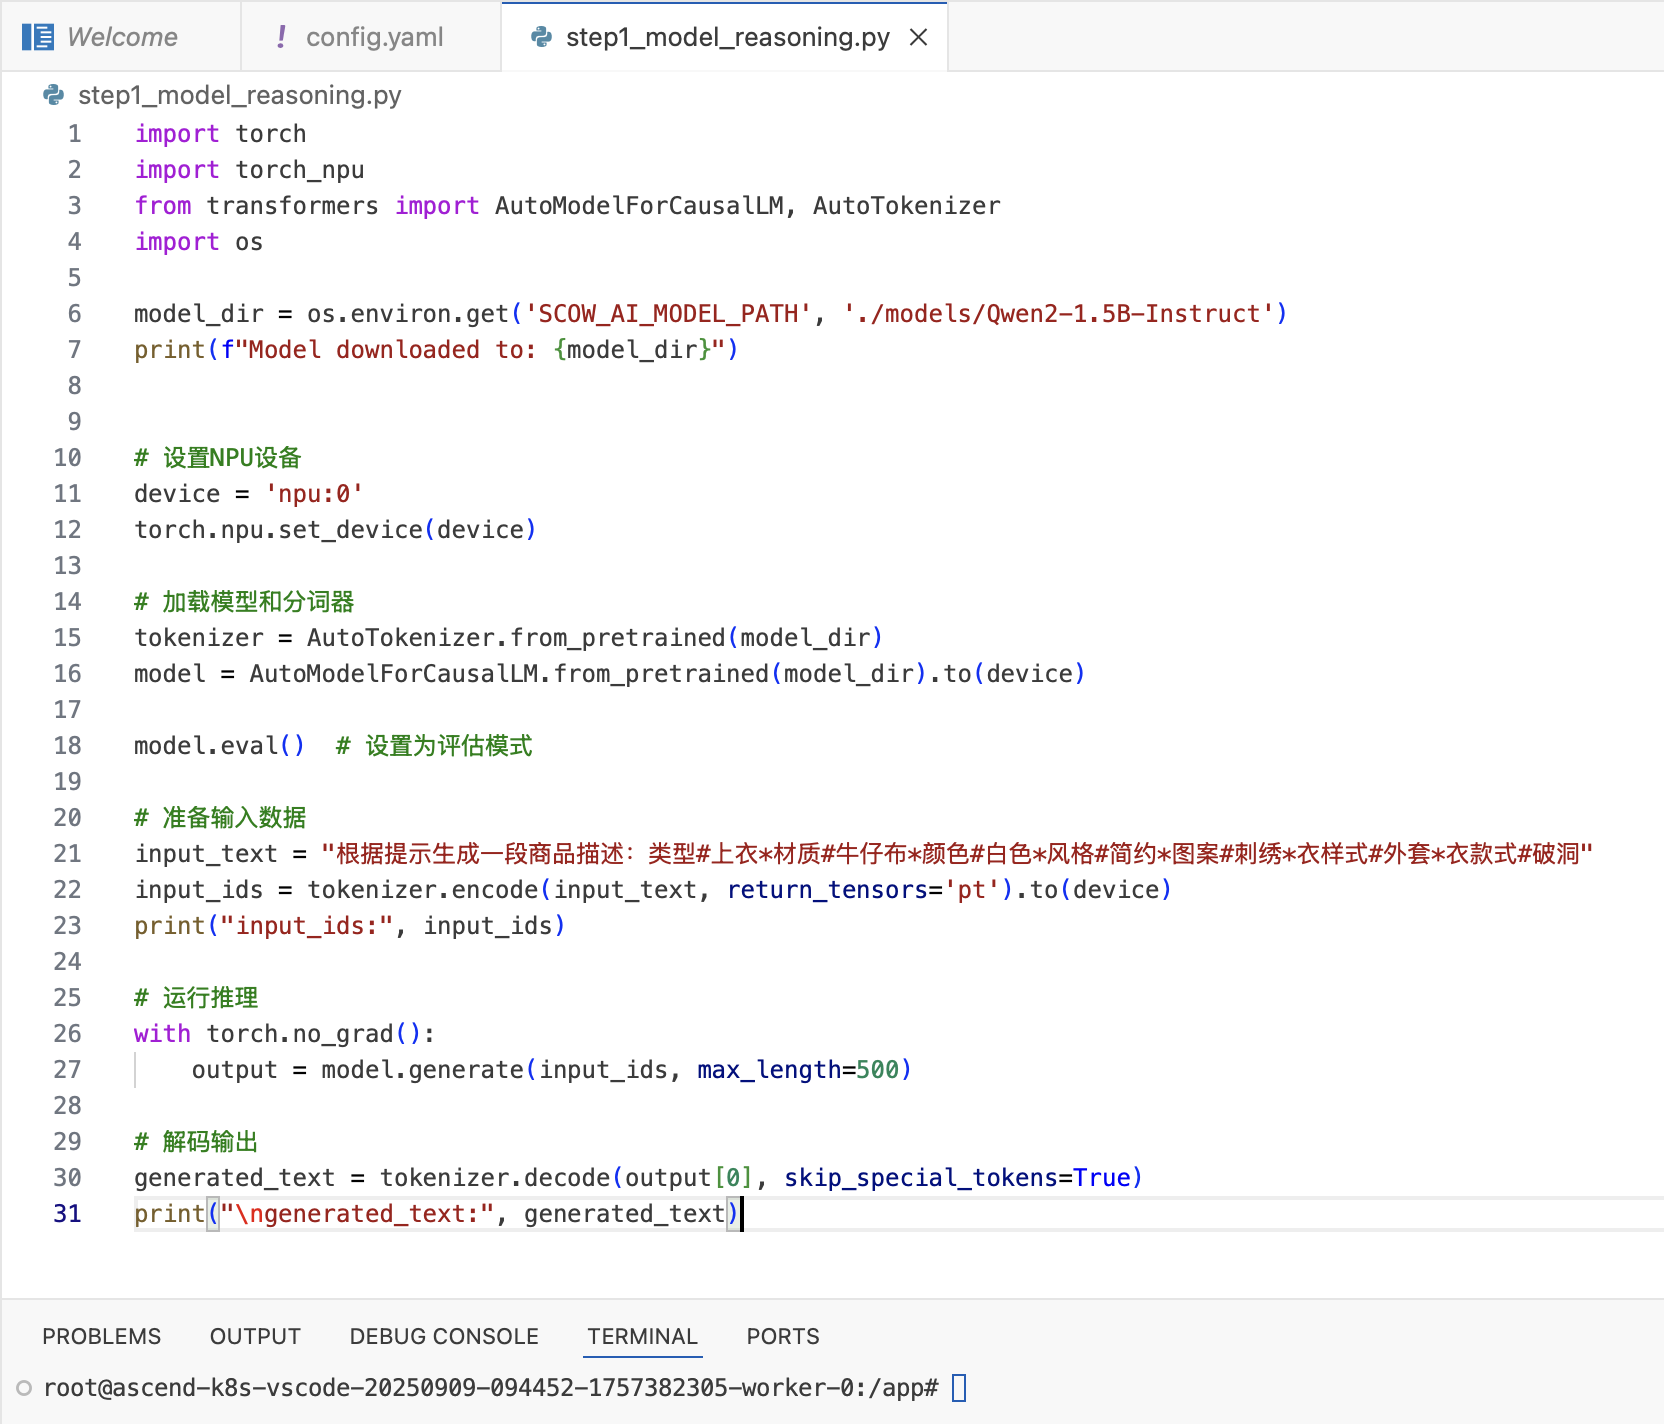 Welcome
! config.yaml
step1_model_reasoning.py
step1_model_reasoning.py
1 import torch
2 import torch_npu
3 from transformers import AutoModelForCausalLM, AutoTokenizer
4 import os
5
6 model_dir = os.environ.get('SCOW_AI_MODEL_PATH', './models/Qwen2-1.5B-Instruct')
7 print(f"Model downloaded to: {model_dir}")
8
9
10 # 设置NPU设备
11 device = 'npu:0'
12 torch.npu.set_device(device)
13
14 # 加载模型和分词器
15 tokenizer = AutoTokenizer.from_pretrained(model_dir)
16 model = AutoModelForCausalLM.from_pretrained(model_dir).to(device)
17
18 model.eval()  # 设置为评估模式
19
20 # 准备输入数据
21 input_text = "根据提示生成一段商品描述：类型#上衣*材质#牛仔布*颜色#白色*风格#简约*图案#刺绣*衣样式#外套*衣款式#破洞"
22 input_ids = tokenizer.encode(input_text, return_tensors='pt').to(device)
23 print("input_ids:", input_ids)
24
25 # 运行推理
26 with torch.no_grad():
27     output = model.generate(input_ids, max_length=500)
28
29 # 解码输出
30 generated_text = tokenizer.decode(output[0], skip_special_tokens=True)
31 print("\ngenerated_text:", generated_text)
PROBLEMS OUTPUT DEBUG CONSOLE TERMINAL PORTS
root@ascend-k8s-vscode-20250909-094452-1757382305-worker-0:/app#